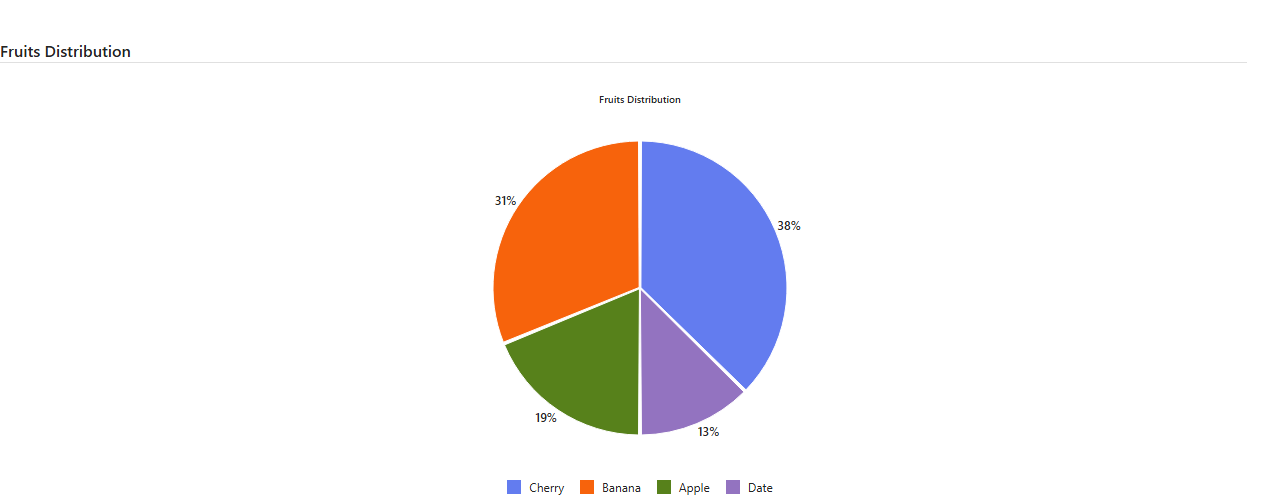 Fruits Distribution
Fruits Distribution
31%
38%
19%
13%
Cherry Banana Apple Date